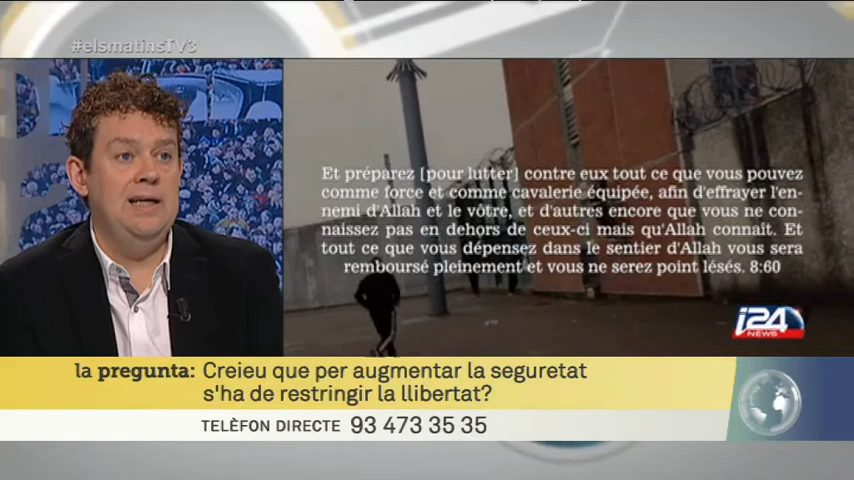 #elsmatinsTV3
Et préparez [pour lutter] contre eux tout ce que vous pouvez
comme force et comme cavalerie équipée, afin d'effrayer l'en-
nemi d'Allah et le vôtre, et d'autres encore que vous ne con-
naissez pas en dehors de ceux-ci mais qu'Allah connaît. Et
tout ce que vous dépensez dans le sentier d'Allah vous sera
remboursé pleinement et vous ne serez point lésés. 8:60
i24
NEWS
la pregunta: Creieu que per augmentar la seguretat
s'ha de restringir la llibertat?
TELÈFON DIRECTE 93 473 35 35